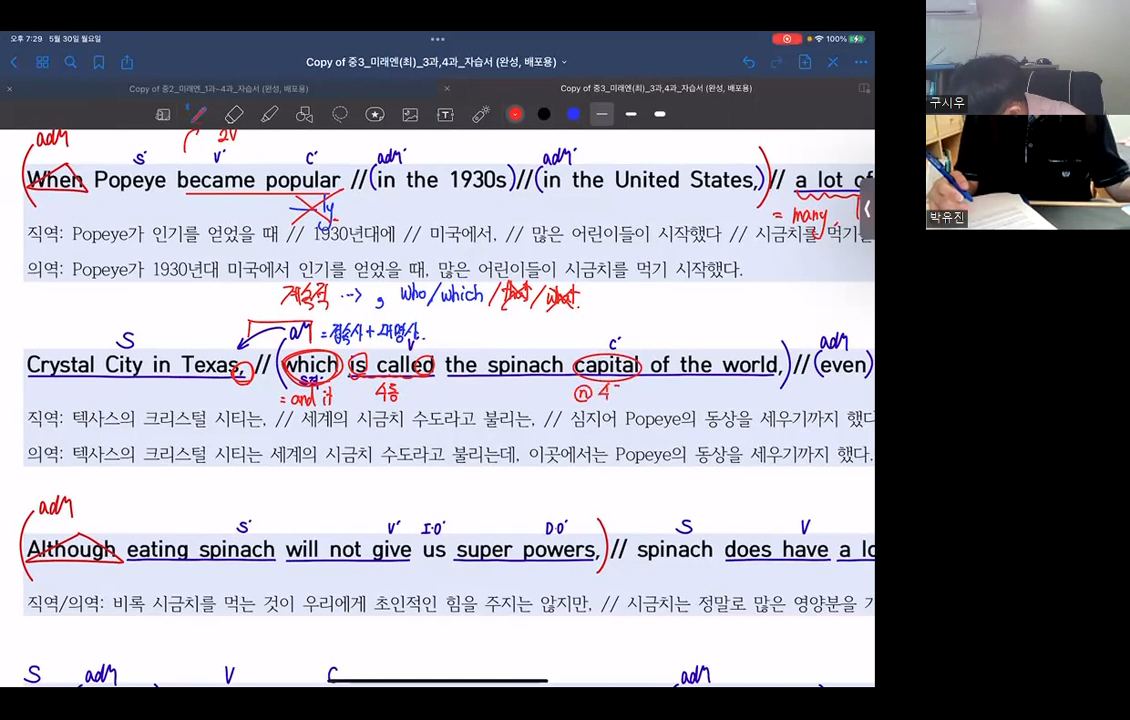 오후 7:29 5월 30일 월요일
100%
Copy of 중3_미래엔(최)_3과,4과_자습서 (완성, 배포용)
Copy of 중2_미래엔_1과~4과_자습서 (완성, 배포용)
Copy of 중3_미래엔(최)_3과,4과_자습서 (완성, 배포용)
구시우
박유진
adv 2V
S' V' C' adv' adv'
(When Popeye became popular //(in the 1930s)//(in the United States,)) // a lot of
ly = many
직역: Popeye가 인기를 얻었을 때 // 1930년대에 // 미국에서, // 많은 어린이들이 시작했다 // 시금치를 먹기를
의역: Popeye가 1930년대 미국에서 인기를 얻었을 때, 많은 어린이들이 시금치를 먹기 시작했다.
계속적 , who/which /that/what
S = 접속사 + 대명사 V' C' adv
Crystal City in Texas, // (which is called the spinach capital of the world,) // (even)
= and it 4형 n
직역: 텍사스의 크리스털 시티는, // 세계의 시금치 수도라고 불리는, // 심지어 Popeye의 동상을 세우기까지 했다
의역: 텍사스의 크리스털 시티는 세계의 시금치 수도라고 불리는데, 이곳에서는 Popeye의 동상을 세우기까지 했다.
adv
S' V' I·O' D·O' S V
(Although eating spinach will not give us super powers,) // spinach does have a lo
직역/의역: 비록 시금치를 먹는 것이 우리에게 초인적인 힘을 주지는 않지만, // 시금치는 정말로 많은 영양분을
S adv V C adv